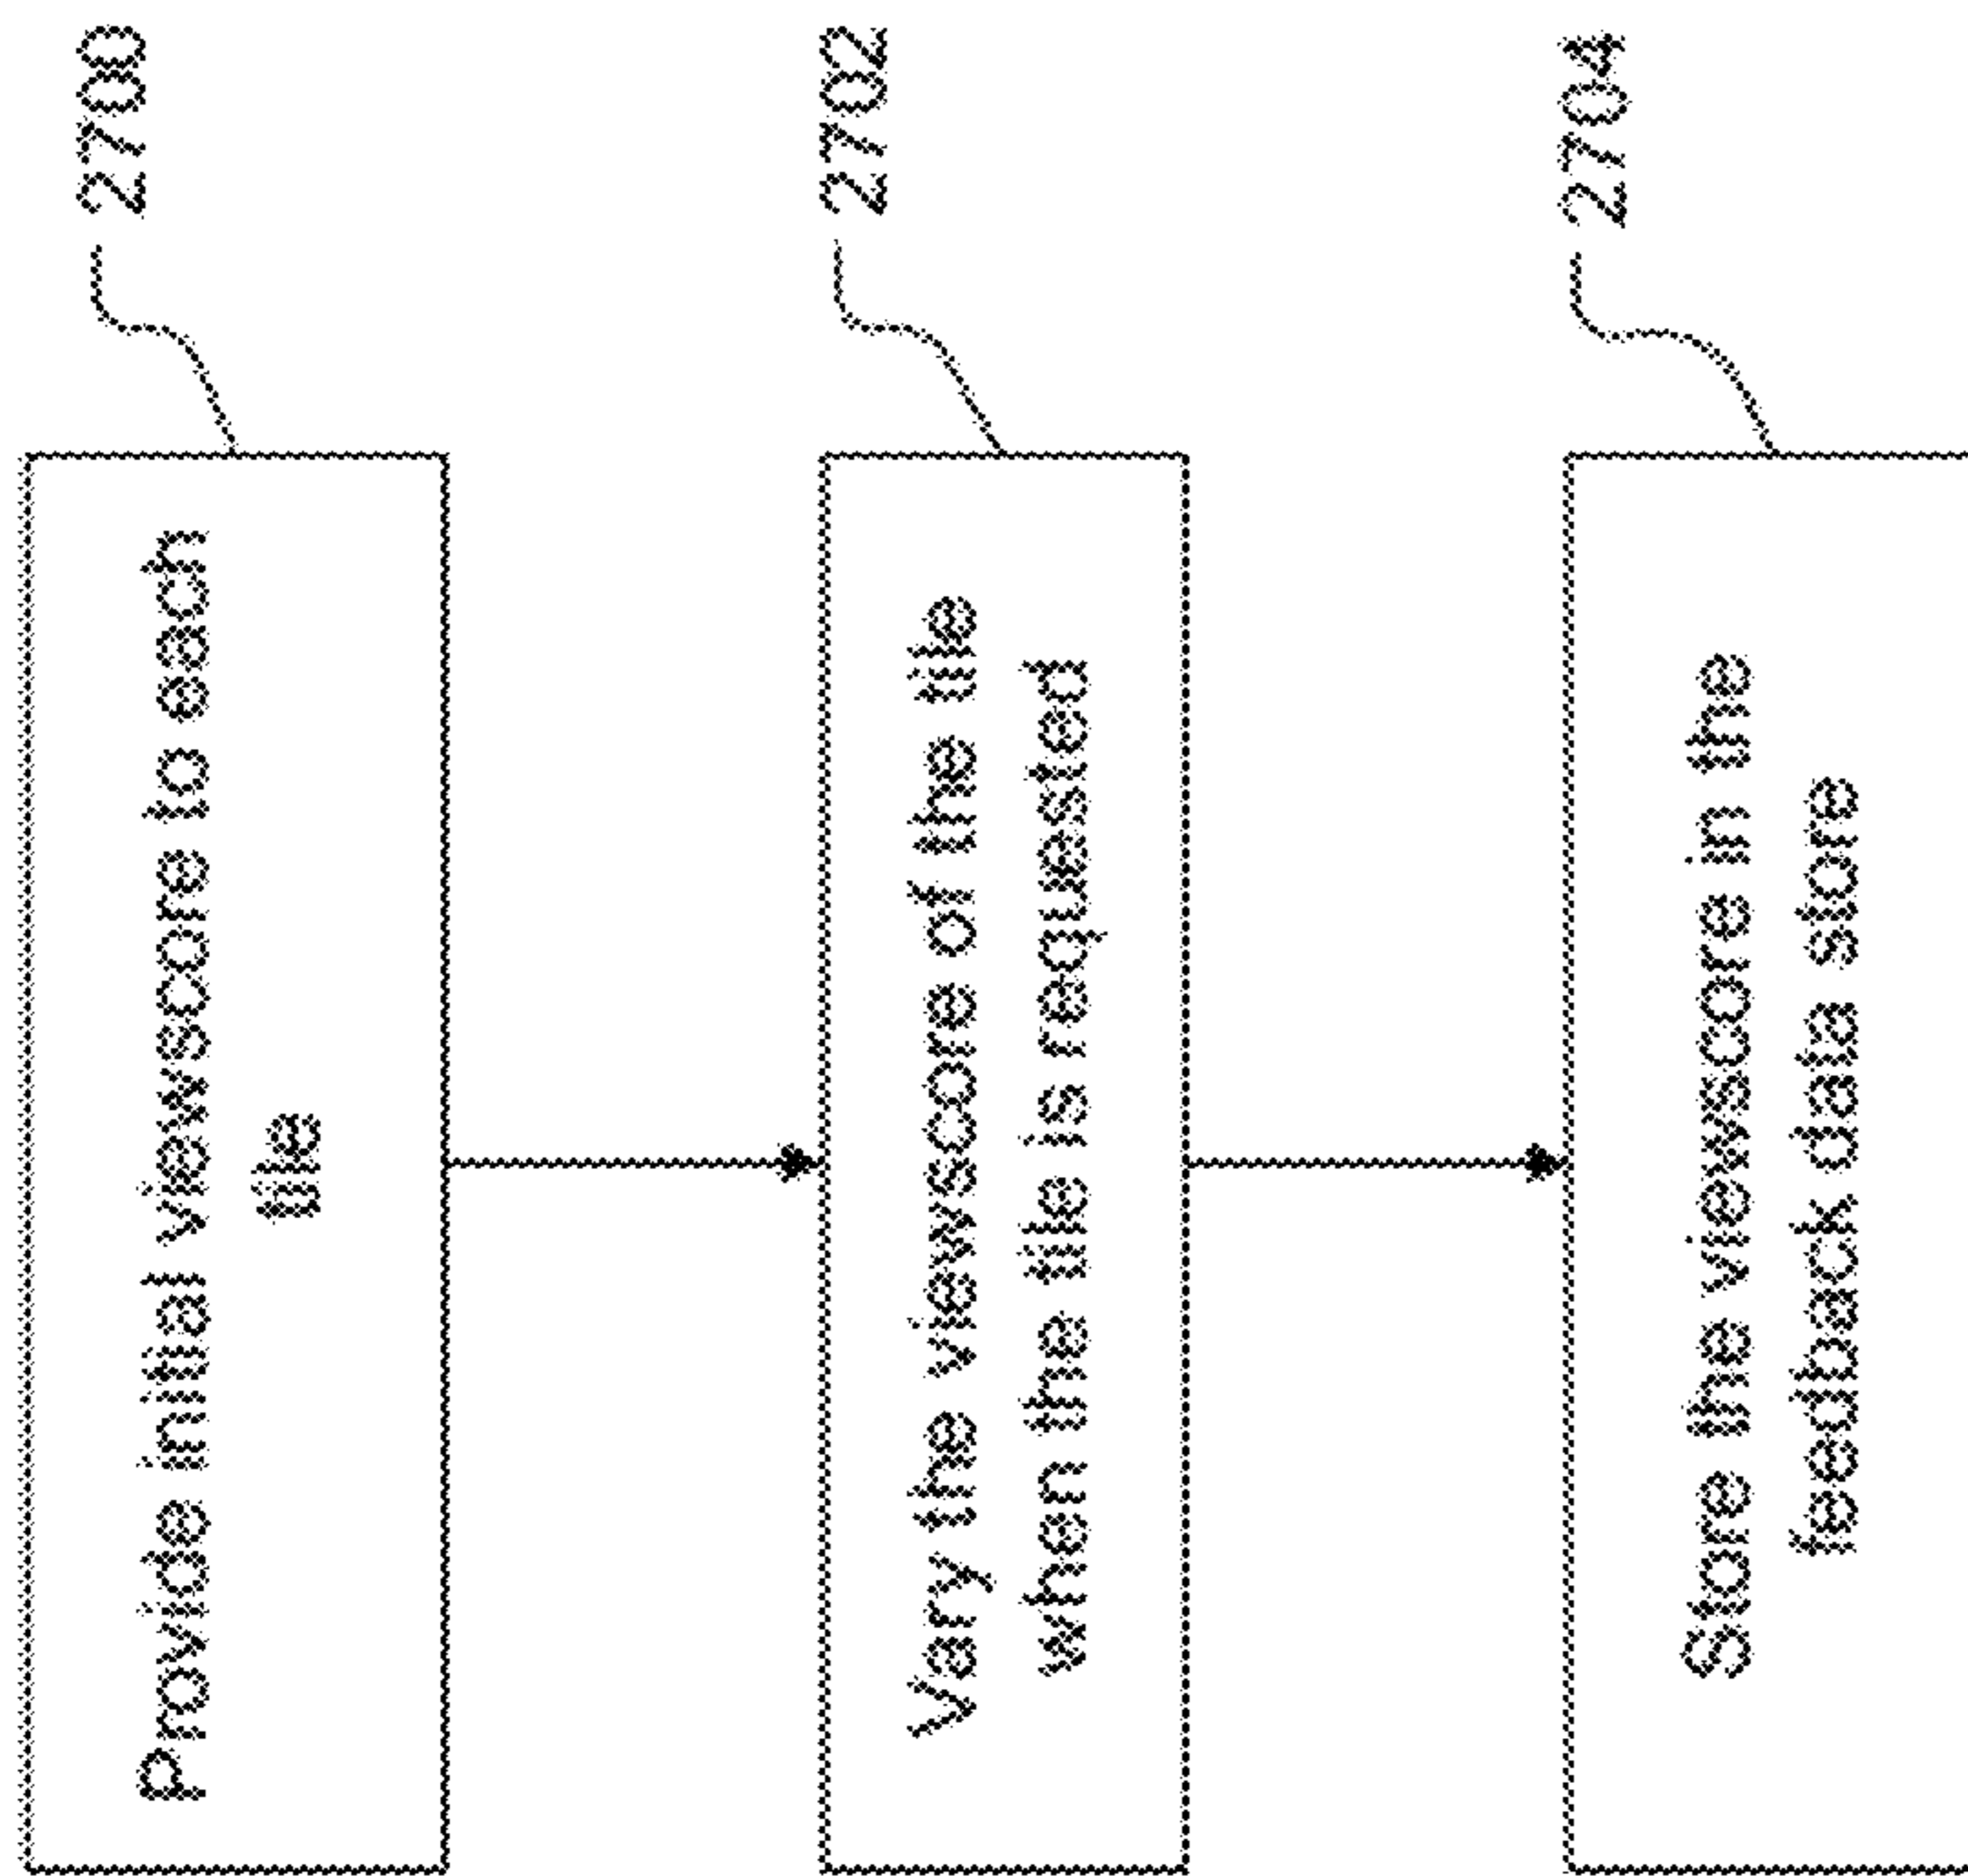 Provide initial viewscore to each
tile
2700
Vary the viewscore of the tile
when the tile is requested
2702
Store the viewscore in the
feedback data store
2704